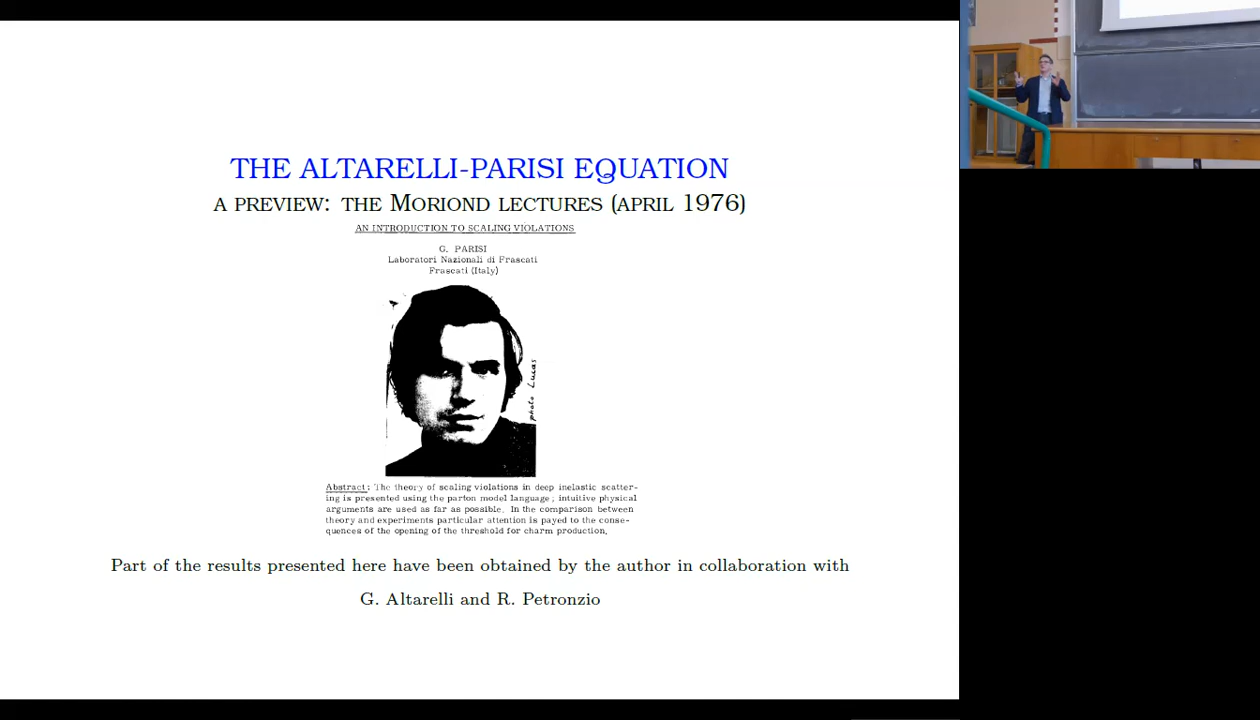 THE ALTARELLI-PARISI EQUATION
A PREVIEW: THE MORIOND LECTURES (APRIL 1976)
AN INTRODUCTION TO SCALING VIOLATIONS
G. PARISI
Laboratori Nazionali di Frascati
Frascati (Italy)
photo Lucas
Abstract: The theory of scaling violations in deep inelastic scatter-
ing is presented using the parton model language; intuitive physical
arguments are used as far as possible. In the comparison between
theory and experiments particular attention is payed to the conse-
quences of the opening of the threshold for charm production.
Part of the results presented here have been obtained by the author in collaboration with
G. Altarelli and R. Petronzio